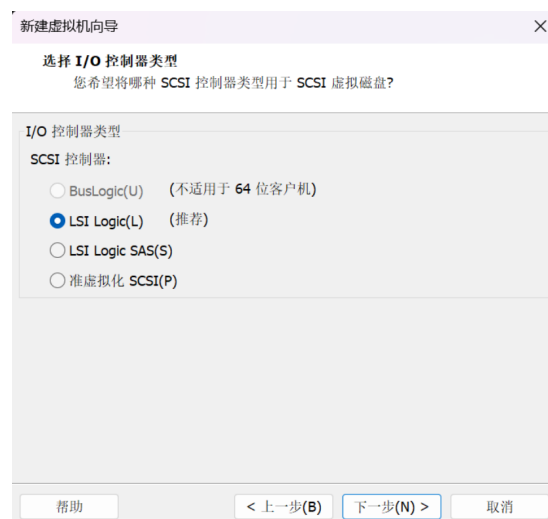 新建虚拟机向导
选择 I/O 控制器类型
您希望将哪种 SCSI 控制器类型用于 SCSI 虚拟磁盘?
I/O 控制器类型
SCSI 控制器:
BusLogic(U) (不适用于 64 位客户机)
LSI Logic(L) (推荐)
LSI Logic SAS(S)
准虚拟化 SCSI(P)
帮助 < 上一步(B) 下一步(N) > 取消